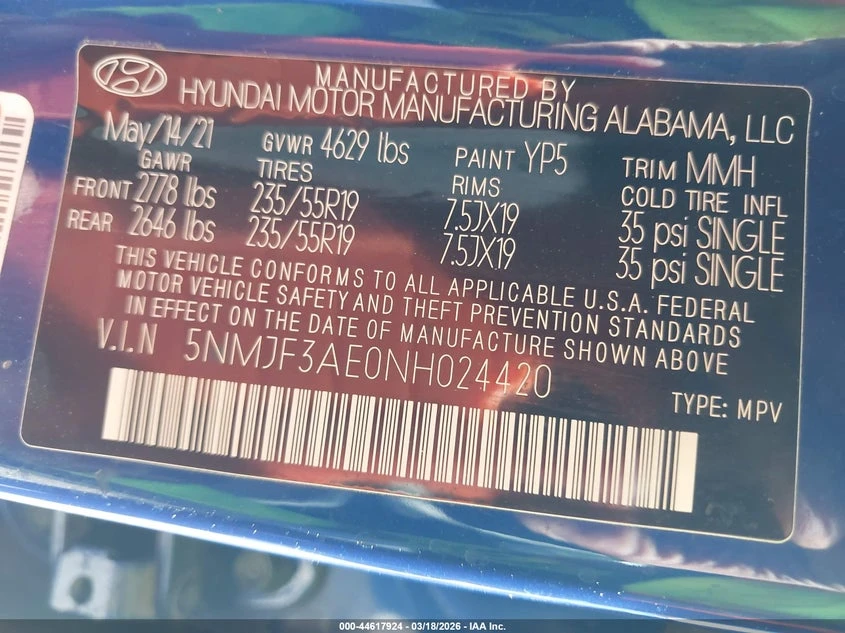 MANUFACTURED BY
HYUNDAI MOTOR MANUFACTURING ALABAMA, LLC
May/14/21 GVWR 4629 lbs PAINT YP5 TRIM MMH
GAWR TIRES RIMS COLD TIRE INFL
FRONT 2778 lbs 235/55R19 7.5JX19 35 psi SINGLE
REAR 2646 lbs 235/55R19 7.5JX19 35 psi SINGLE
THIS VEHICLE CONFORMS TO ALL APPLICABLE U.S.A. FEDERAL
MOTOR VEHICLE SAFETY AND THEFT PREVENTION STANDARDS
IN EFFECT ON THE DATE OF MANUFACTURE SHOWN ABOVE
V.I.N 5NMJF3AE0NH024420
TYPE: MPV
000-44617924 - 03/18/2026 - IAA Inc.